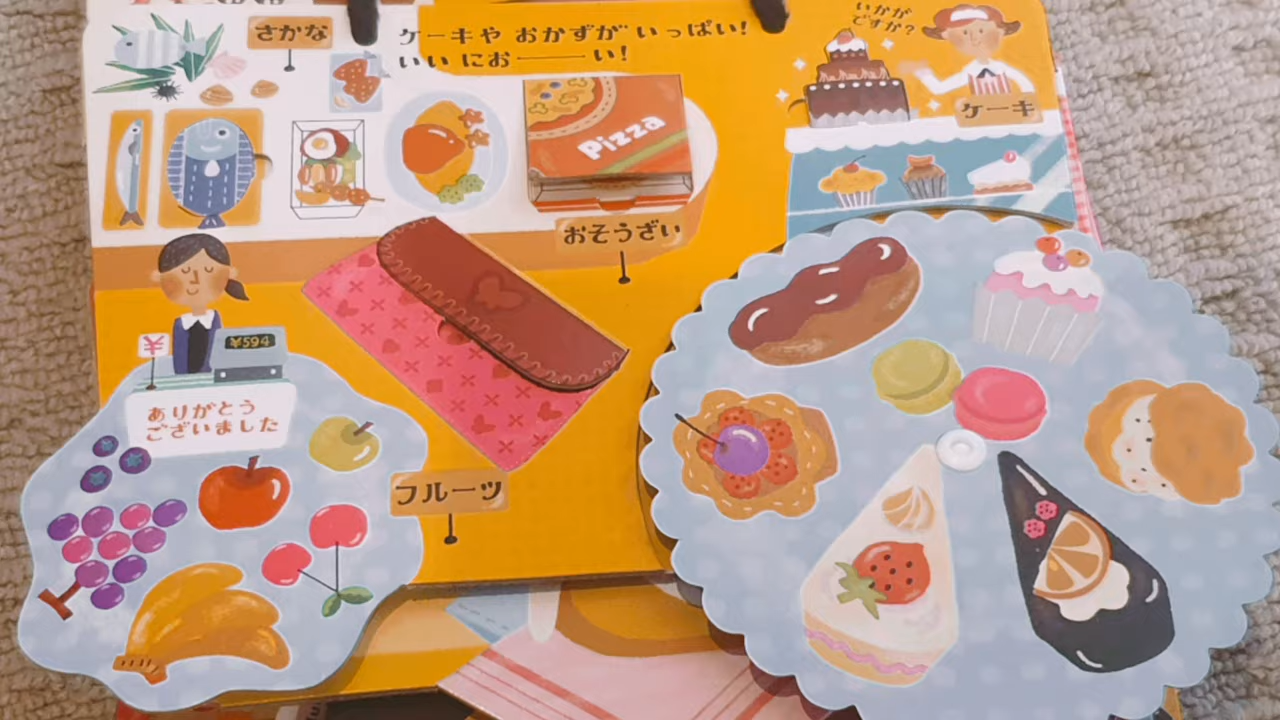 さかな
ケーキや おかずが いっぱい!
いい にお――い!
いかが
ですか?
ケーキ
Pizza
おそうざい
¥
¥594
ありがとう
ございました
フルーツ